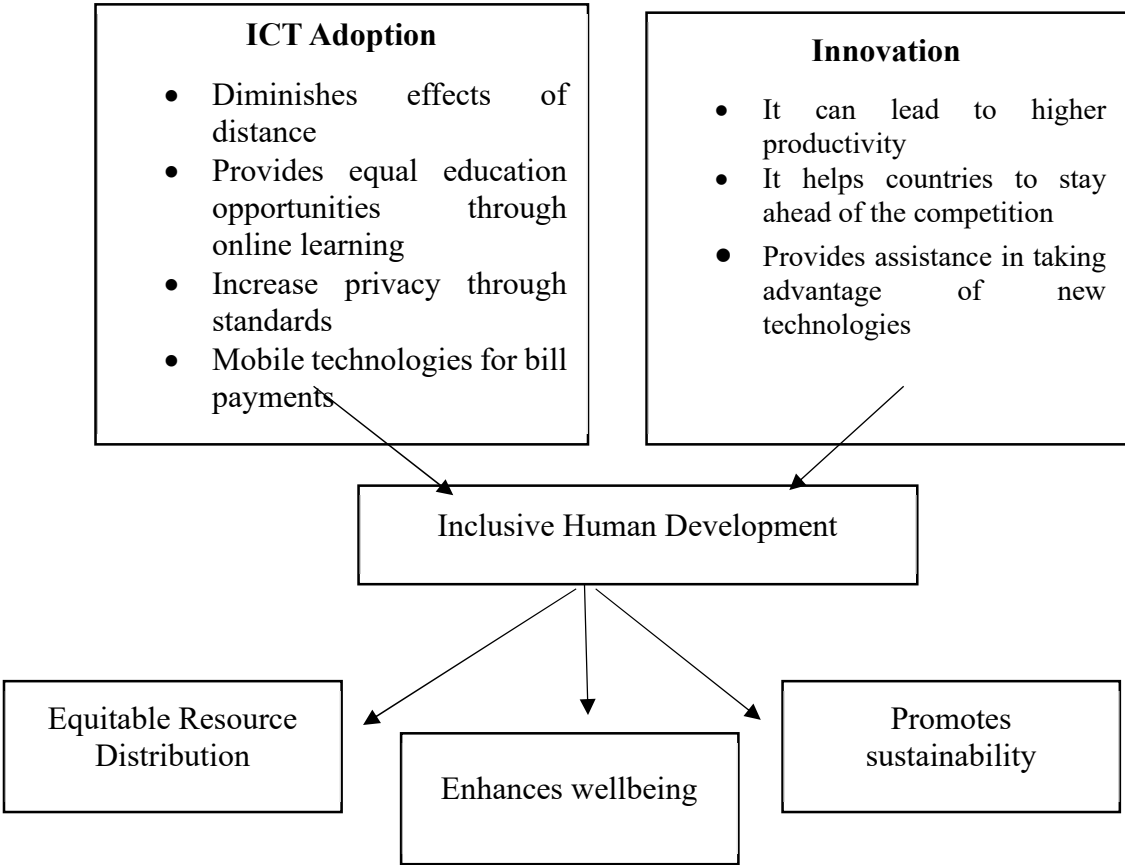 ICT Adoption
• Diminishes effects of
distance
• Provides equal education
opportunities through
online learning
• Increase privacy through
standards
• Mobile technologies for bill
payments
Innovation
• It can lead to higher
productivity
• It helps countries to stay
ahead of the competition
• Provides assistance in taking
advantage of new
technologies
Inclusive Human Development
Equitable Resource
Distribution
Enhances wellbeing
Promotes
sustainability